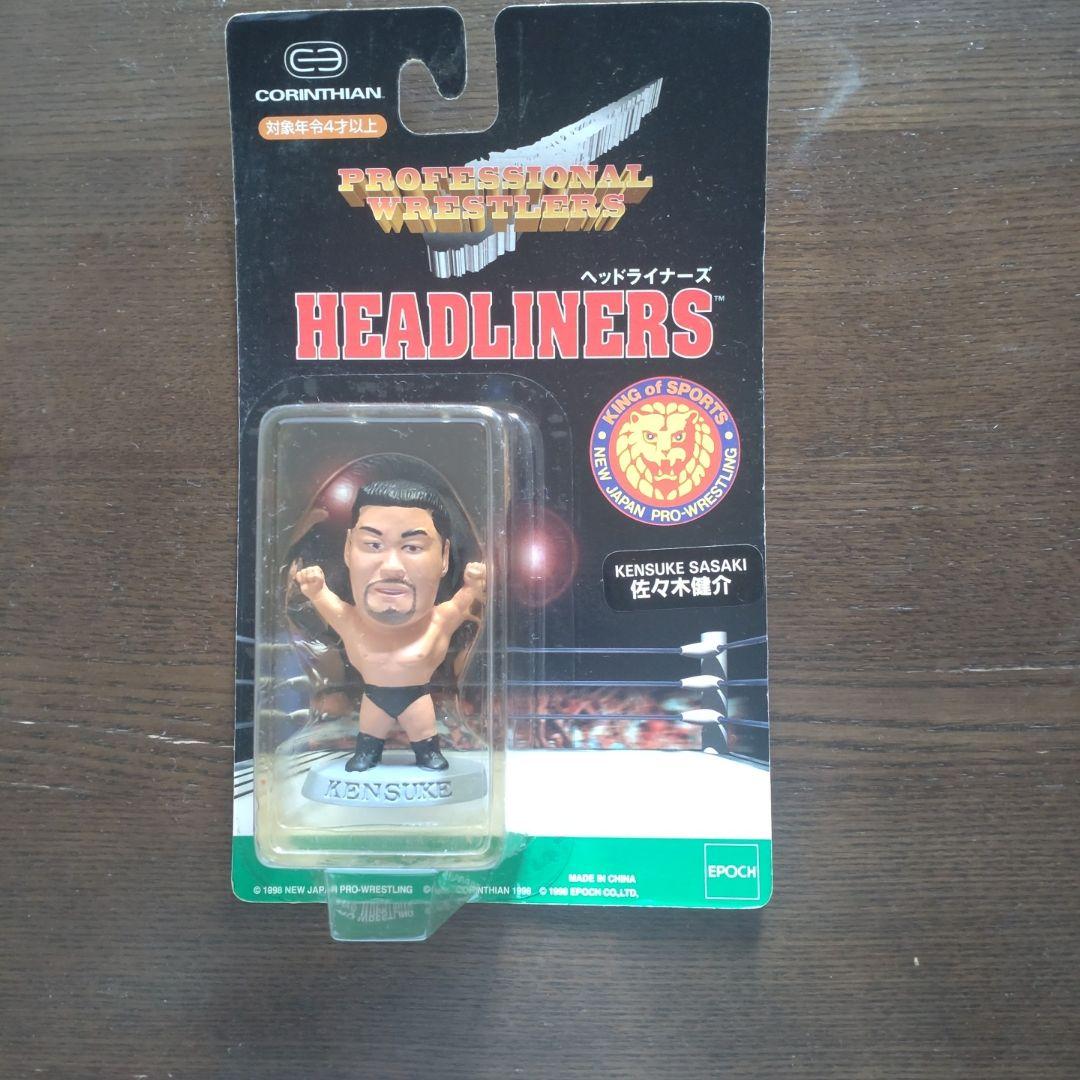 CORINTHIAN
対象年令4才以上
PROFESSIONAL
WRESTLERS
ヘッドライナーズ
HEADLINERS™
KING of SPORTS
NEW JAPAN PRO-WRESTLING
KENSUKE SASAKI
佐々木健介
KENSUKE
EPOCH
MADE IN CHINA
© 1998 NEW JAPAN PRO-WRESTLING
CORINTHIAN 1998 © 1998 EPOCH CO.,LTD,